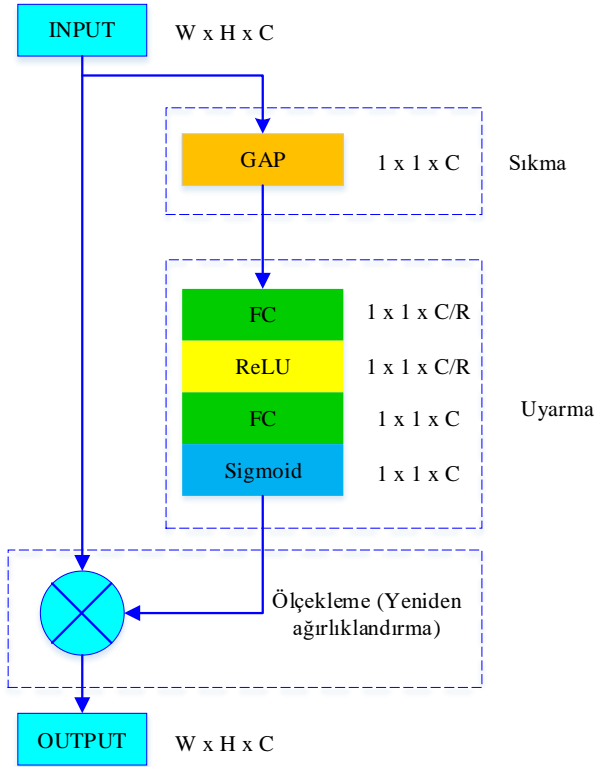 INPUT W x H x C
GAP 1 x 1 x C Sıkma
FC 1 x 1 x C/R
ReLU 1 x 1 x C/R
Uyarma
FC 1 x 1 x C
Sigmoid 1 x 1 x C
Ölçekleme (Yeniden
ağırlıklandırma)
OUTPUT W x H x C